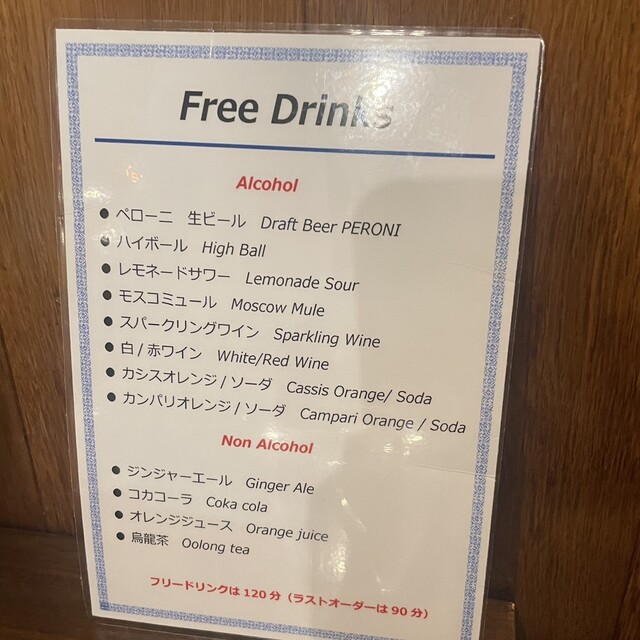 Free Drinks
Alcohol
● ペローニ 生ビール Draft Beer PERONI
● ハイボール High Ball
● レモネードサワー Lemonade Sour
● モスコミュール Moscow Mule
● スパークリングワイン Sparkling Wine
● 白/赤ワイン White/Red Wine
● カシスオレンジ/ソーダ Cassis Orange/ Soda
● カンパリオレンジ/ソーダ Campari Orange / Soda
Non Alcohol
● ジンジャーエール Ginger Ale
● コカコーラ Coka cola
● オレンジジュース Orange juice
● 烏龍茶 Oolong tea
フリードリンクは120分（ラストオーダーは90分）